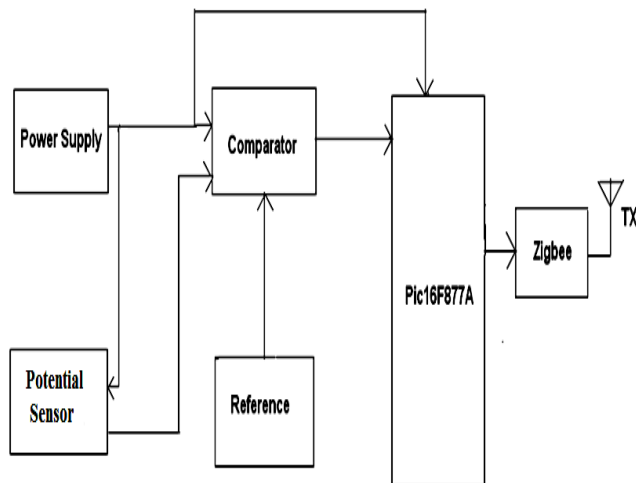 Power Supply
Comparator
Pic16F877A
Zigbee
TX
Potential
Sensor
Reference